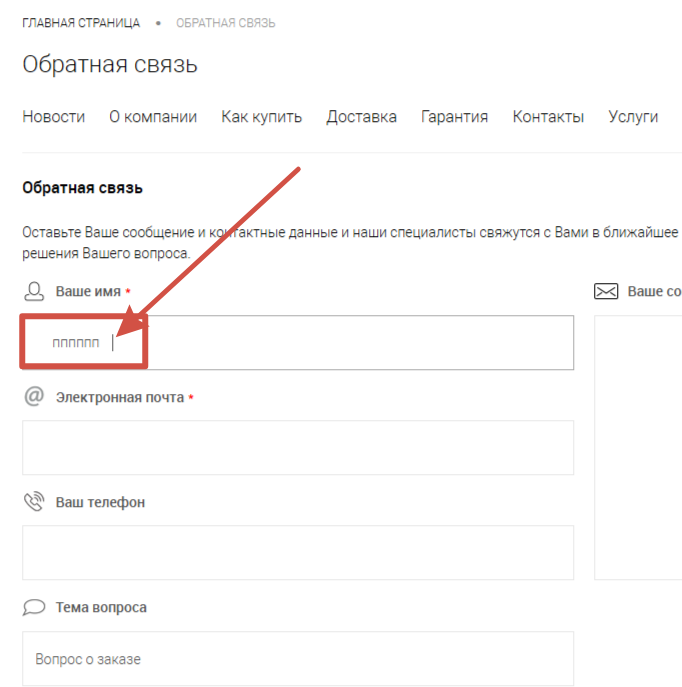 ГЛАВНАЯ СТРАНИЦА • ОБРАТНАЯ СВЯЗЬ
Обратная связь
Новости О компании Как купить Доставка Гарантия Контакты Услуги
Обратная связь
Оставьте Ваше сообщение и контактные данные и наши специалисты свяжутся с Вами в ближайшее
решения Вашего вопроса.
Ваше имя *
Ваше со
пппппп
Электронная почта *
Ваш телефон
Тема вопроса
Вопрос о заказе